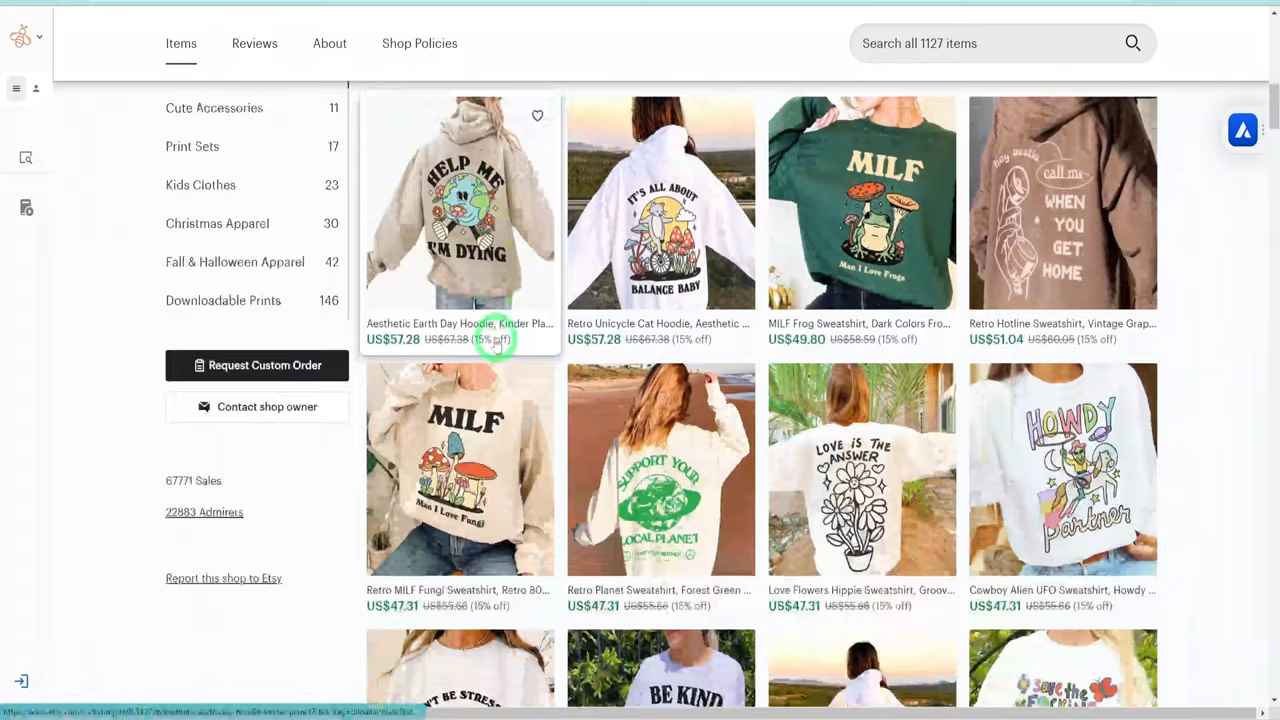 Items
Reviews
About
Shop Policies
Search all 1127 items
Cute Accessories 11
Print Sets 17
Kids Clothes 23
Christmas Apparel 30
Fall & Halloween Apparel 42
Downloadable Prints 146
Request Custom Order
Contact shop owner
67771 Sales
22883 Admirers
Report this shop to Etsy
HELP ME
I'M DYING
IT'S ALL ABOUT
BALANCE BABY
MILF
Man I Love Frogs
hey bestie
call me
WHEN
YOU
GET
HOME
Aesthetic Earth Day Hoodie, Kinder Pla...
US$57.28 US$67.38 (15% off)
Retro Unicycle Cat Hoodie, Aesthetic ...
US$57.28 US$67.38 (15% off)
MILF Frog Sweatshirt, Dark Colors Fro...
US$49.80 US$58.59 (15% off)
Retro Hotline Sweatshirt, Vintage Grap...
US$51.04 US$60.05 (15% off)
MILF
Man I Love Fungi
SUPPORT YOUR
LOCAL PLANET
LOVE IS THE
ANSWER
HOWDY
partner
Retro MILF Fungi Sweatshirt, Retro 80...
US$47.31 US$55.66 (15% off)
Retro Planet Sweatshirt, Forest Green ...
US$47.31 US$55.66 (15% off)
Love Flowers Hippie Sweatshirt, Groov...
US$47.31 US$55.66 (15% off)
Cowboy Alien UFO Sweatshirt, Howdy ...
US$47.31 US$55.66 (15% off)
BE KIND